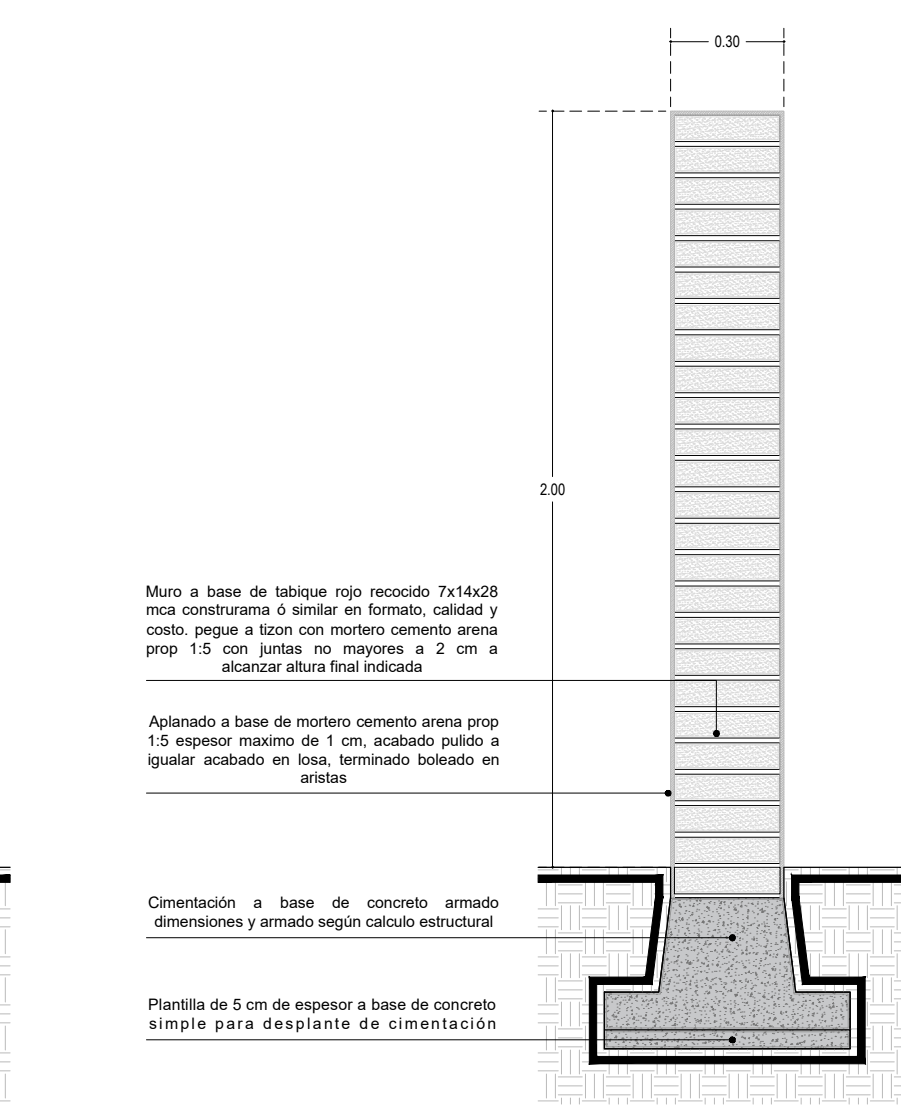 0.30
2.00
Muro a base de tabique rojo recocido 7x14x28
mca construrama ó similar en formato, calidad y
costo. pegue a tizon con mortero cemento arena
prop 1:5 con juntas no mayores a 2 cm a
alcanzar altura final indicada
Aplanado a base de mortero cemento arena prop
1:5 espesor maximo de 1 cm, acabado pulido a
igualar acabado en losa, terminado boleado en
aristas
Cimentación a base de concreto armado
dimensiones y armado según calculo estructural
Plantilla de 5 cm de espesor a base de concreto
simple para desplante de cimentación